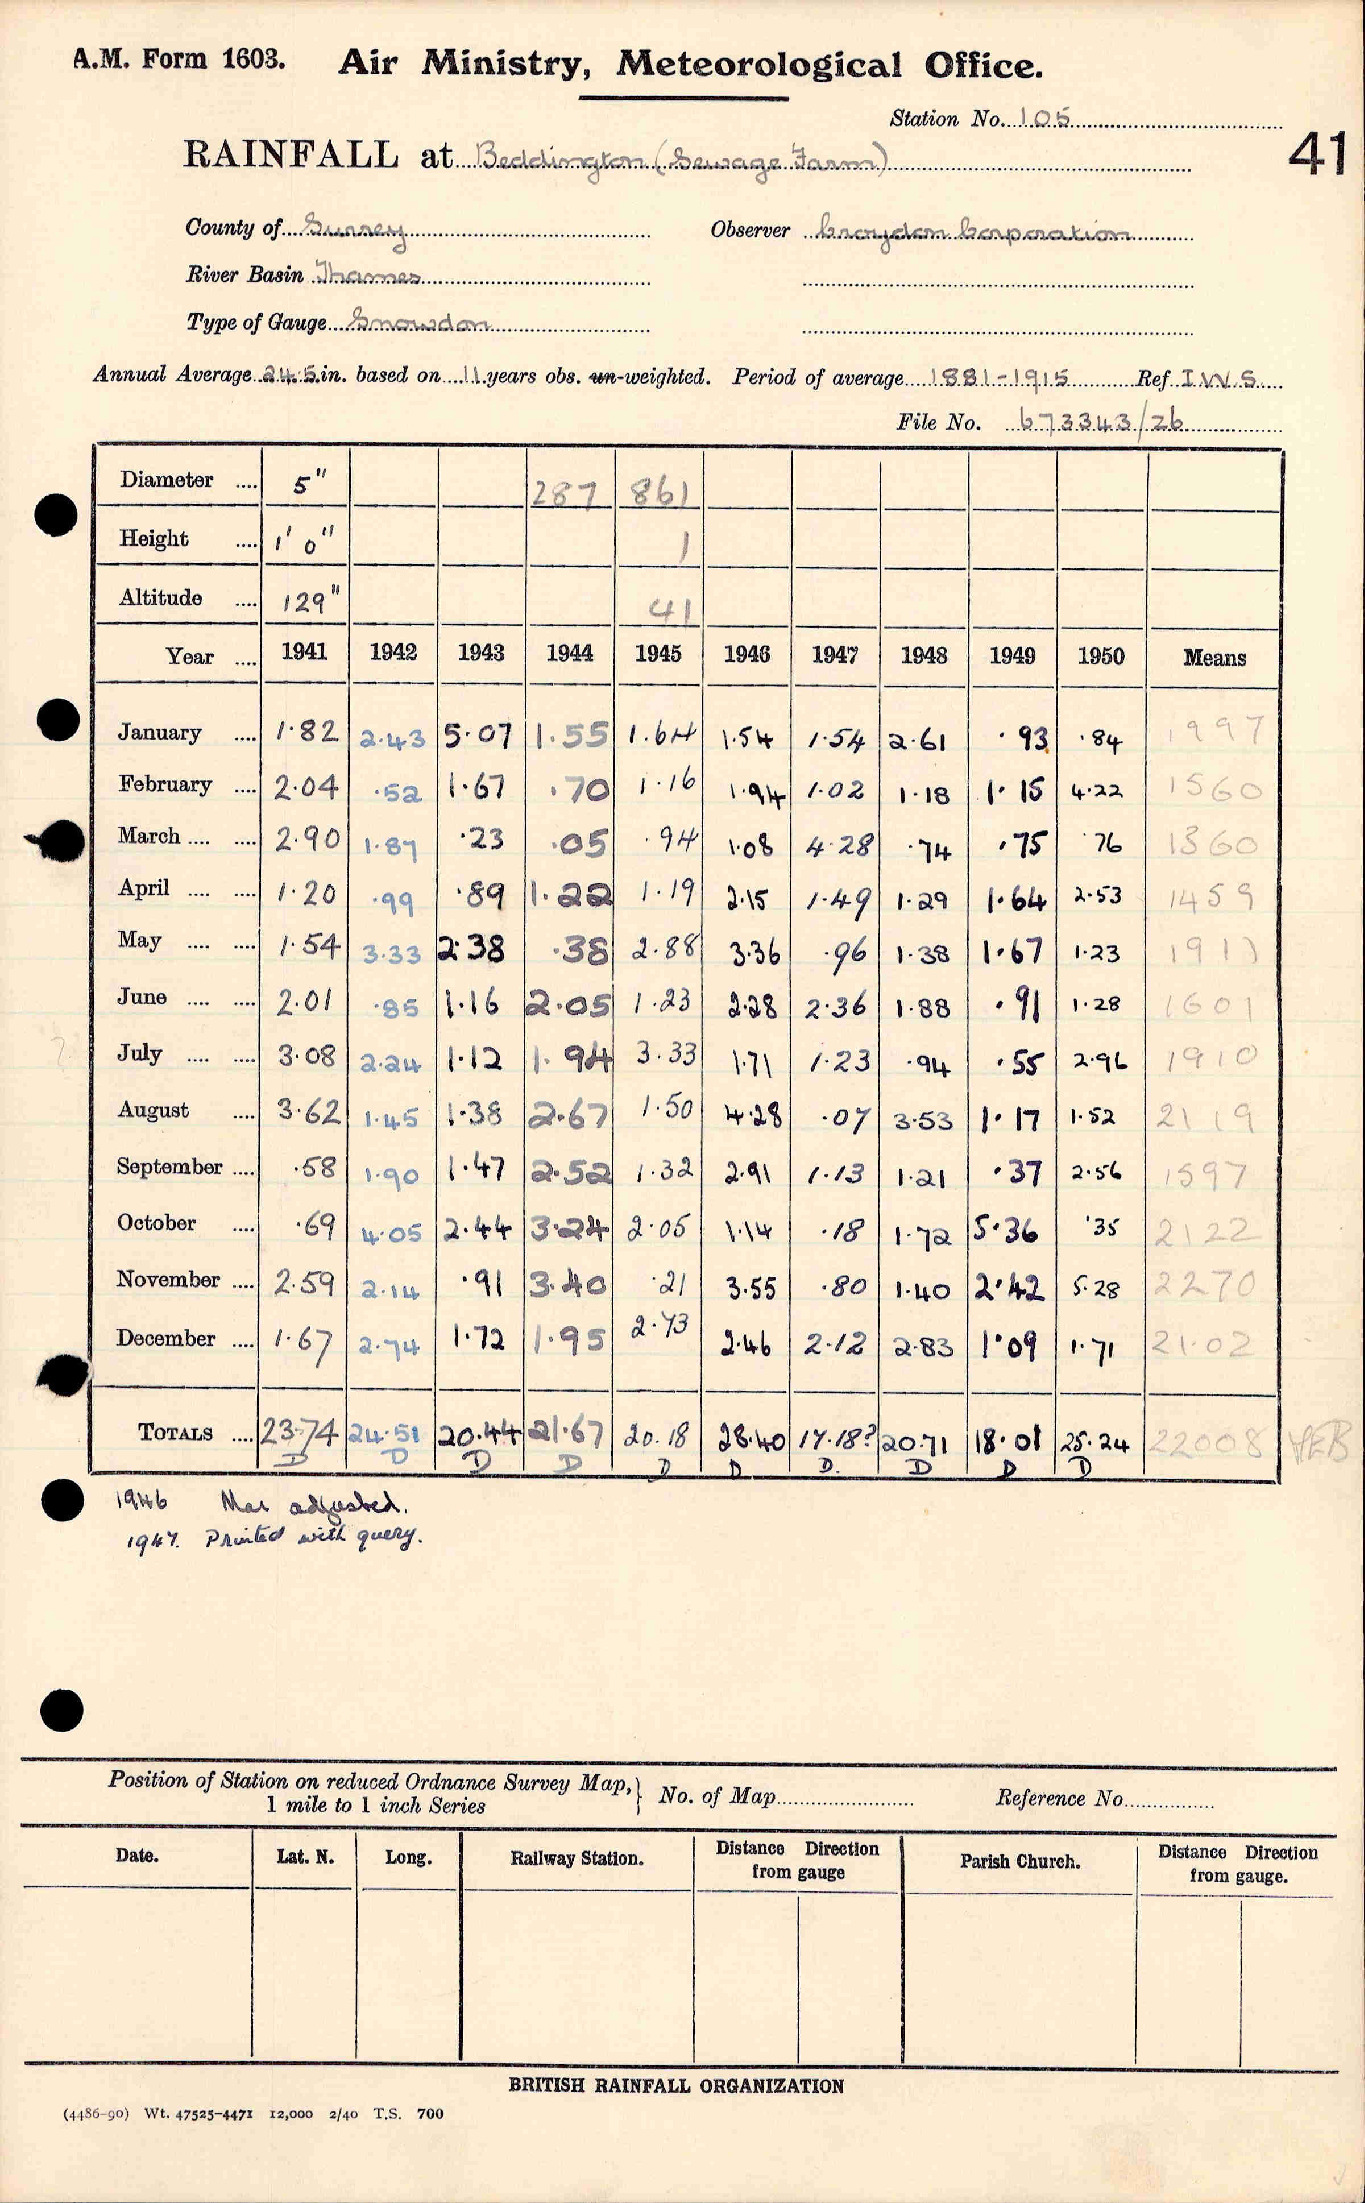 A.M. Form 1603. Air Ministry, Meteorological Office.
Station No. 105
41
RAINFALL at Beddington (Sewage Farm)
County of Surrey Observer Croydon Corporation
River Basin Thames
Type of Gauge Snowdon
Annual Average 24.5 in. based on 11 years obs. un-weighted. Period of average 1881-1915 Ref I.W.S.
File No. 673343/26
Diameter .... 5" 287 861
Height .... 1' 0" 1
Altitude .... 129" 41
Year .... 1941 1942 1943 1944 1945 1946 1947 1948 1949 1950 Means
January .... 1.82 2.43 5.07 1.55 1.64 1.54 1.54 2.61 .93 .84 1997
February .... 2.04 .52 1.67 .70 1.16 1.94 1.02 1.18 1.15 4.22 1560
March .... .... 2.90 1.87 .23 .05 .94 1.08 4.28 .74 .75 .76 1360
April .... .... 1.20 .99 .89 1.22 1.19 2.15 1.49 1.29 1.64 2.53 1459
May .... .... 1.54 3.33 2.38 .38 2.88 3.36 .96 1.38 1.67 1.23 1911
June .... .... 2.01 .85 1.16 2.05 1.23 2.28 2.36 1.88 .91 1.28 1601
July .... .... 3.08 2.24 1.12 1.94 3.33 1.71 1.23 .94 .55 2.96 1910
August .... 3.62 1.45 1.38 2.67 1.50 4.28 .07 3.53 1.17 1.52 2119
September .... .58 1.90 1.47 2.52 1.32 2.91 1.13 1.21 .37 2.56 1597
October .... .69 4.05 2.44 3.24 2.05 1.14 .18 1.72 5.36 .35 2122
November .... 2.59 2.14 .91 3.40 .21 3.55 .80 1.40 2.42 5.28 2270
December .... 1.67 2.74 1.72 1.95 2.73 2.46 2.12 2.83 1.09 1.71 21.02
TOTALS .... 23.74 24.51 20.44 21.67 20.18 28.40 17.18? 20.71 18.01 25.24 22008
D D D D D D D. D D D
1946 Mar adjusted.
1947. Printed with query.
Position of Station on reduced Ordnance Survey Map,} No. of Map Reference No.
1 mile to 1 inch Series
Date. Lat. N. Long. Railway Station. Distance from gauge Direction Parish Church. Distance Direction from gauge.
BRITISH RAINFALL ORGANIZATION
(4486-90) Wt. 47525-4471 12,000 2/40 T.S. 700